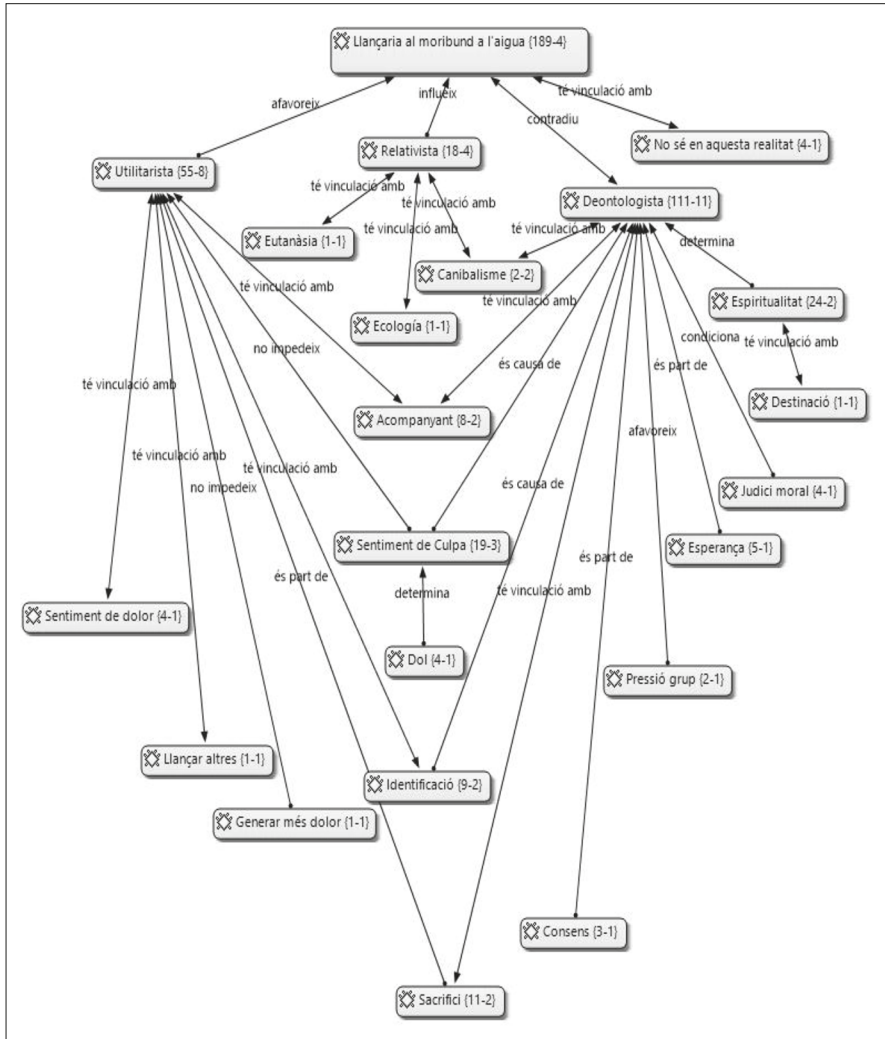 Llançaria al moribund a l'aigua {189-4}
té vinculació amb
influeix
afavoreix
contradiu
No sé en aquesta realitat {4-1}
Relativista {18-4}
Utilitarista {55-8}
té vinculació amb
té vinculació amb
Deontologista {111-11}
té vinculació amb
té vinculació amb
Eutanàsia {1-1}
determina
Canibalisme {2-2}
té vinculació amb
té vinculació amb
Espiritualitat {24-2}
Ecología {1-1}
condiciona
té vinculació amb
no impedeix
és causa de
és part de
té vinculació amb
Destinació {1-1}
Acompanyant {8-2}
afavoreix
té vinculació amb
té vinculació amb
és causa de
no impedeix
Judici moral {4-1}
Sentiment de Culpa {19-3}
Esperança {5-1}
és part de
és part de
determina
té vinculació amb
Sentiment de dolor {4-1}
Dol {4-1}
Pressió grup {2-1}
Llançar altres {1-1}
Identificació {9-2}
Generar més dolor {1-1}
Consens {3-1}
Sacrifici {11-2}